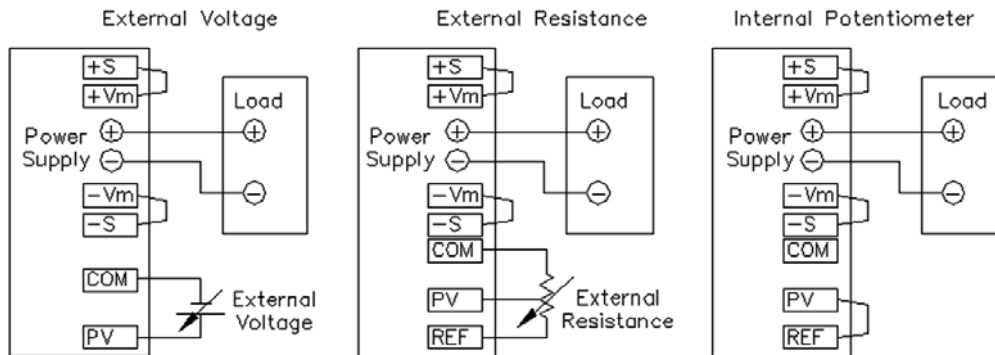 External Voltage
+S
+Vm
Power
Supply
Load
-Vm
-S
COM
PV
External
Voltage
External Resistance
+S
+Vm
Power
Supply
Load
-Vm
-S
COM
PV
REF
External
Resistance
Internal Potentiometer
+S
+Vm
Power
Supply
Load
-Vm
-S
COM
PV
REF